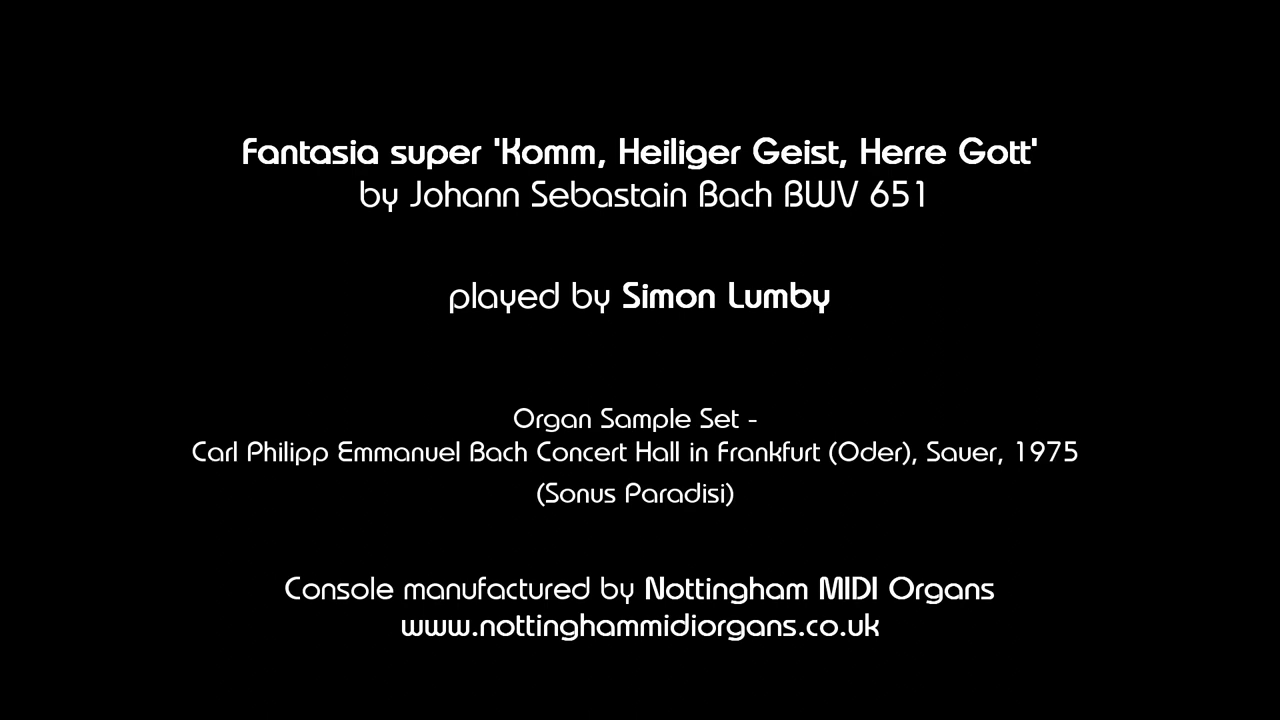 Fantasia super 'Komm, Heiliger Geist, Herre Gott'
by Johann Sebastain Bach BWV 651
played by Simon Lumby
Organ Sample Set -
Carl Philipp Emmanuel Bach Concert Hall in Frankfurt (Oder), Sauer, 1975
(Sonus Paradisi)
Console manufactured by Nottingham MIDI Organs
www.nottinghammidiorgans.co.uk